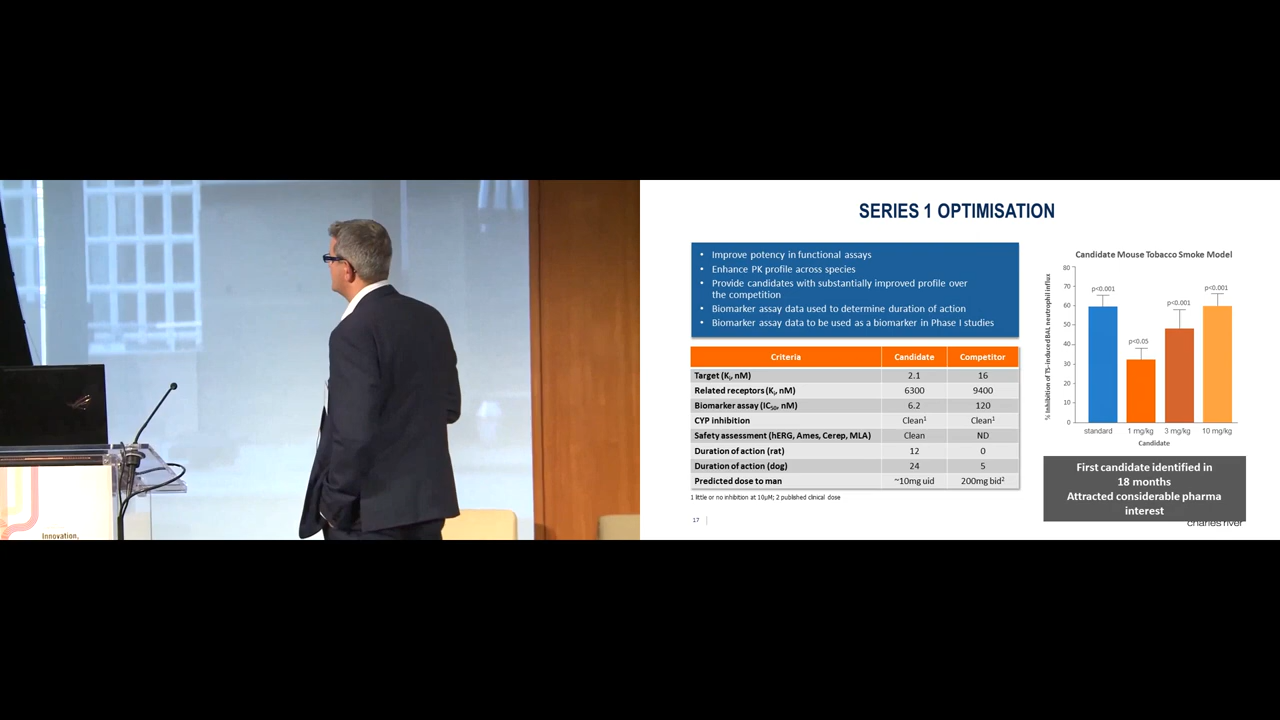 Innovation,
SERIES 1 OPTIMISATION
• Improve potency in functional assays
• Enhance PK profile across species
• Provide candidates with substantially improved profile over
the competition
• Biomarker assay data used to determine duration of action
• Biomarker assay data to be used as a biomarker in Phase I studies
Criteria Candidate Competitor
Target (Ki, nM) 2.1 16
Related receptors (Ki, nM) 6300 9400
Biomarker assay (IC50, nM) 6.2 120
CYP inhibition Clean1 Clean1
Safety assessment (hERG, Ames, Cerep, MLA) Clean ND
Duration of action (rat) 12 0
Duration of action (dog) 24 5
Predicted dose to man ~10mg uid 200mg bid2
1 little or no inhibition at 10µM; 2 published clinical dose
Candidate Mouse Tobacco Smoke Model
% Inhibition of TS-induced BAL neutrophil influx
80
70
60
50
40
30
20
10
0
p<0.001
p<0.05
p<0.001
p<0.001
standard 1 mg/kg 3 mg/kg 10 mg/kg
Candidate
First candidate identified in
18 months
Attracted considerable pharma
interest
17
charles river